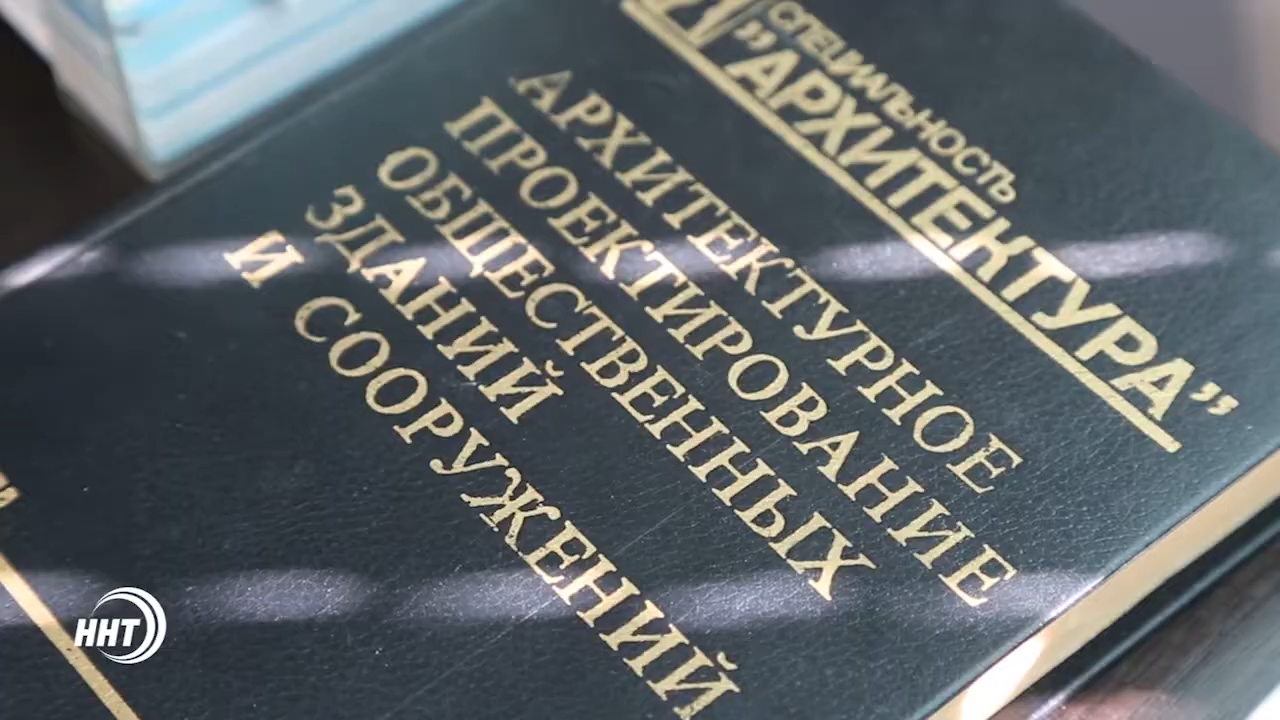 СПЕЦИАЛЬНОСТЬ
"АРХИТЕКТУРА"
АРХИТЕКТУРНОЕ
ПРОЕКТИРОВАНИЕ
ОБЩЕСТВЕННЫХ
ЗДАНИЙ
И СООРУЖЕНИЙ
ННТ